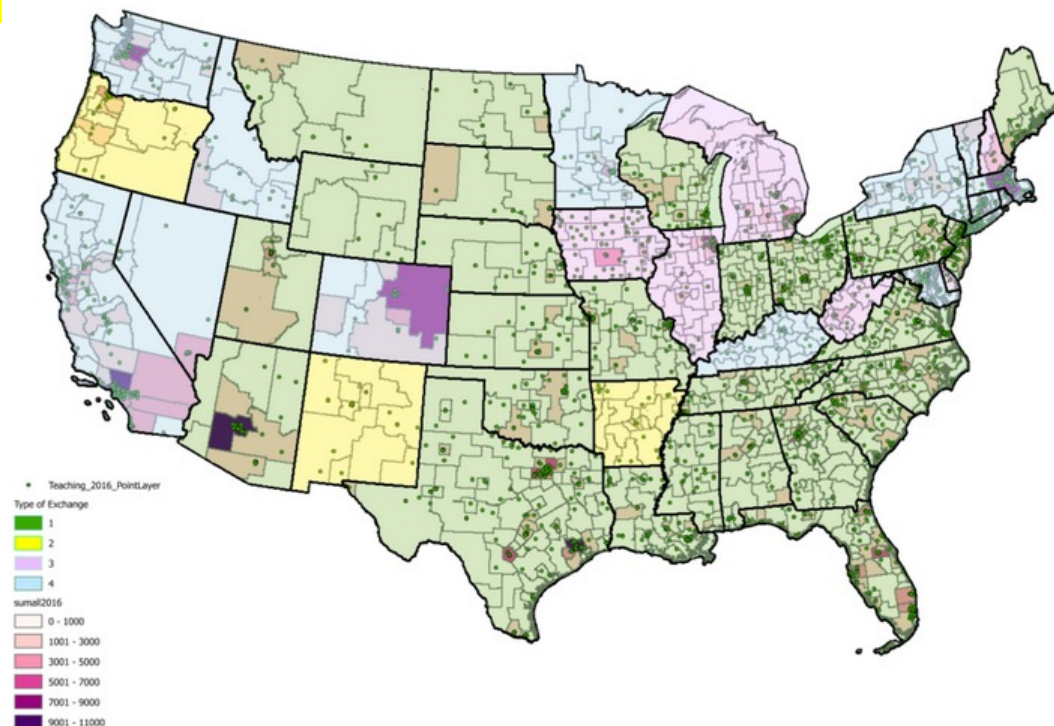 Teaching_2016_PointLayer
Type of Exchange
1
2
3
4
sumall2016
0 - 1000
1001 - 3000
3001 - 5000
5001 - 7000
7001 - 9000
9001 - 11000